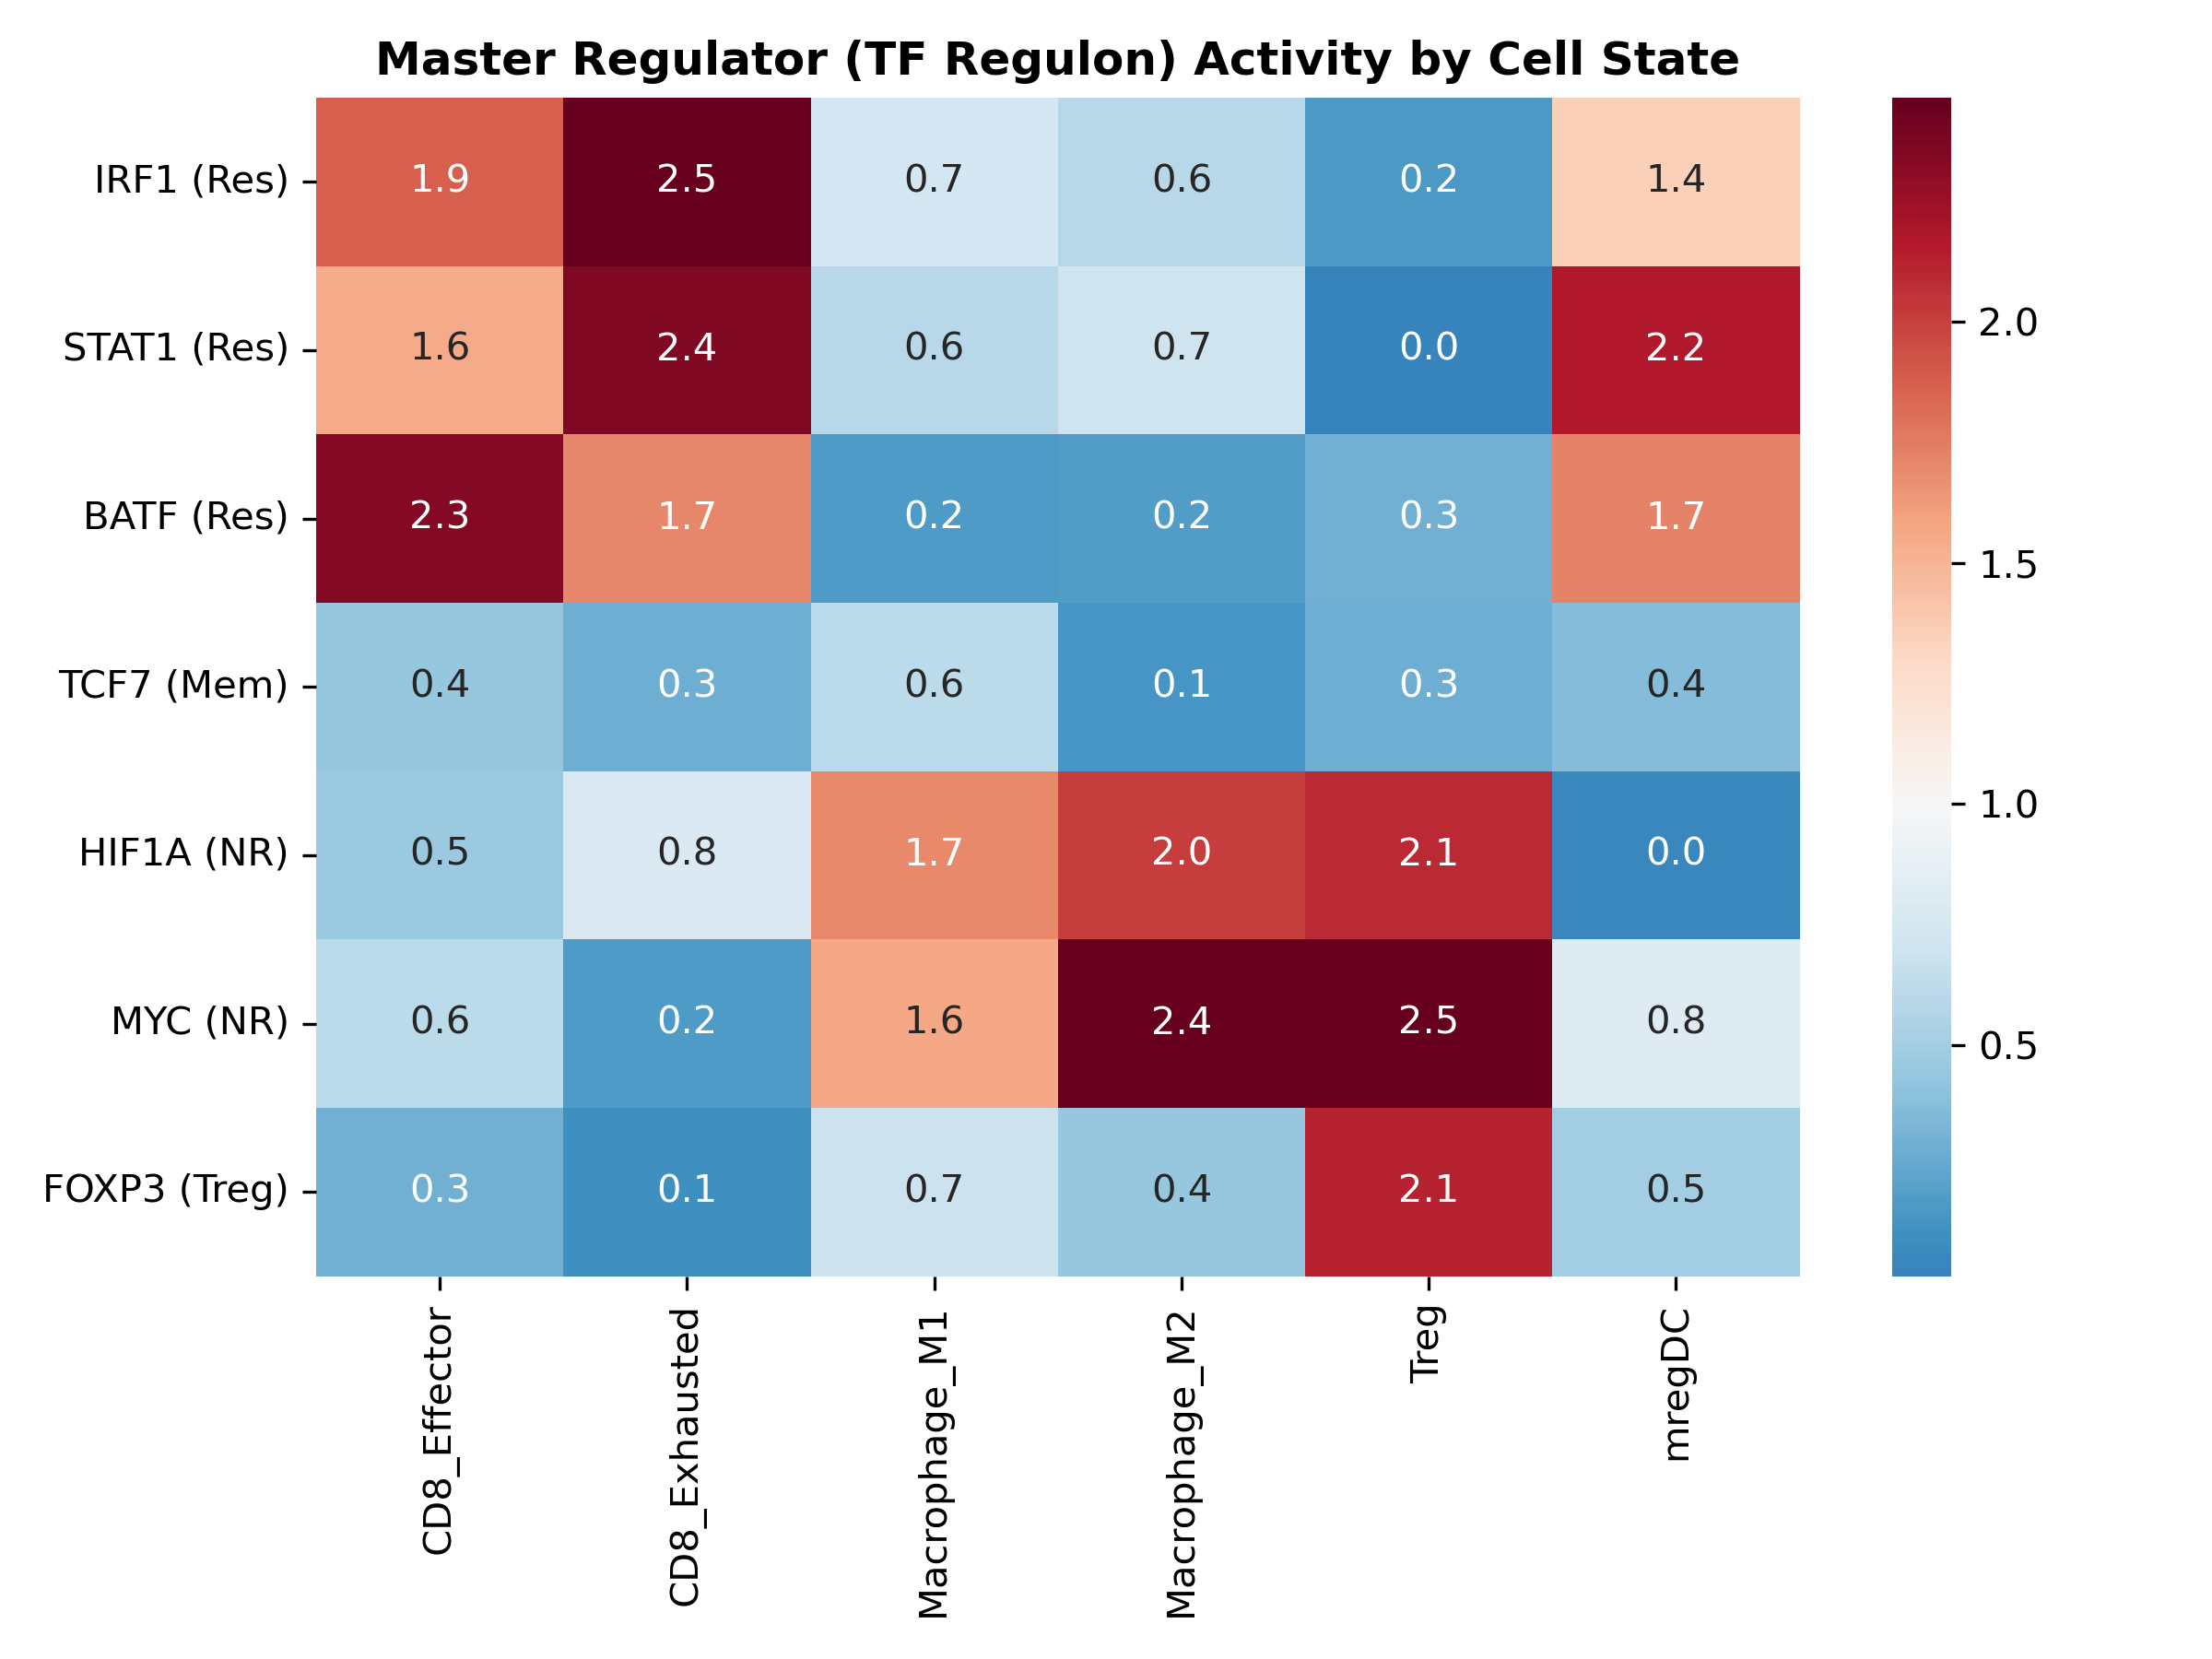 Master Regulator (TF Regulon) Activity by Cell State
IRF1 (Res) 1.9 2.5 0.7 0.6 0.2 1.4
STAT1 (Res) 1.6 2.4 0.6 0.7 0.0 2.2
BATF (Res) 2.3 1.7 0.2 0.2 0.3 1.7
TCF7 (Mem) 0.4 0.3 0.6 0.1 0.3 0.4
HIF1A (NR) 0.5 0.8 1.7 2.0 2.1 0.0
MYC (NR) 0.6 0.2 1.6 2.4 2.5 0.8
FOXP3 (Treg) 0.3 0.1 0.7 0.4 2.1 0.5
CD8_Effector
CD8_Exhausted
Macrophage_M1
Macrophage_M2
Treg
mregDC
2.0
1.5
1.0
0.5